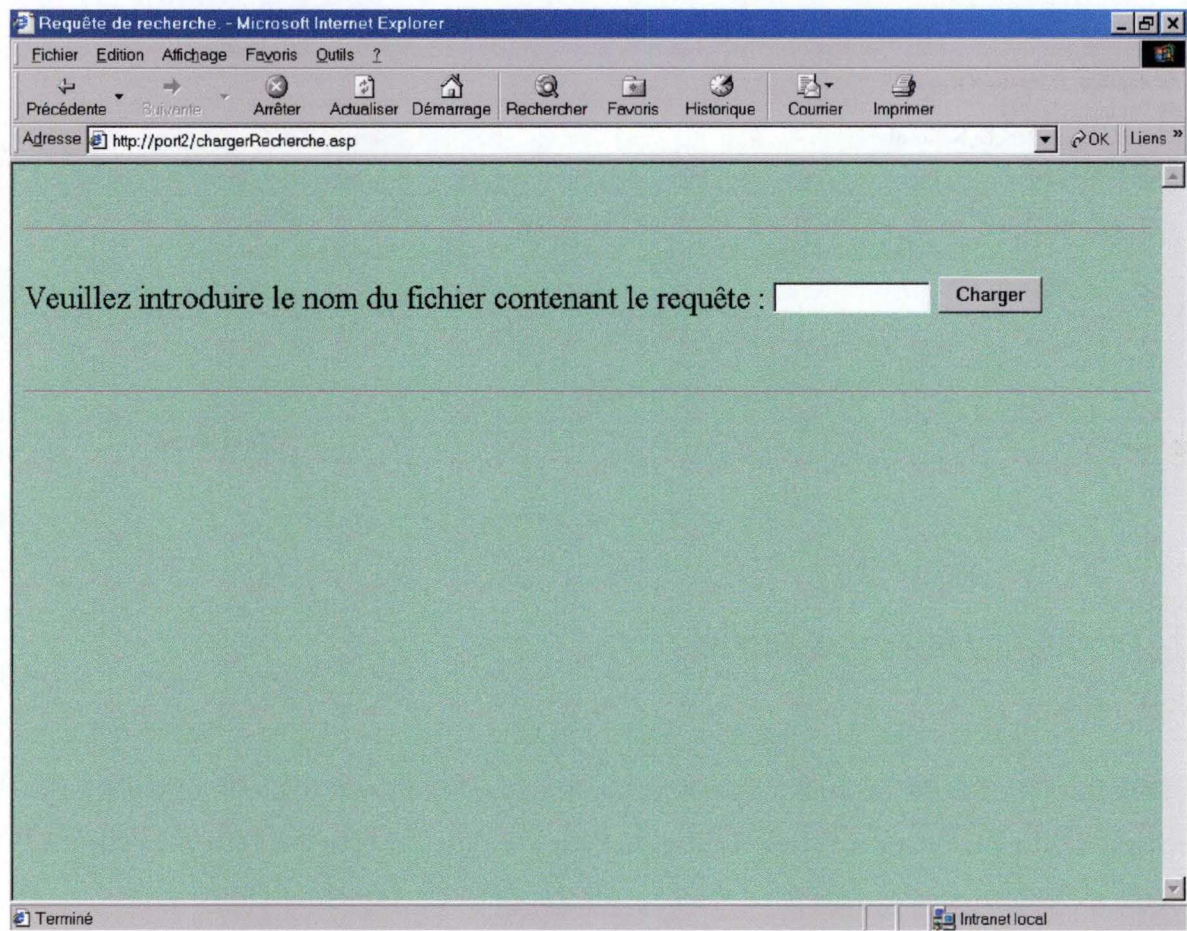 Requête de recherche. - Microsoft Internet Explorer
Fichier Edition Affichage Favoris Outils ?
Précédente Suivante Arrêter Actualiser Démarrage Rechercher Favoris Historique Courrier Imprimer
Adresse http://port2/chargerRecherche.asp OK Liens »
Veuillez introduire le nom du fichier contenant le requête : Charger
Terminé Intranet local